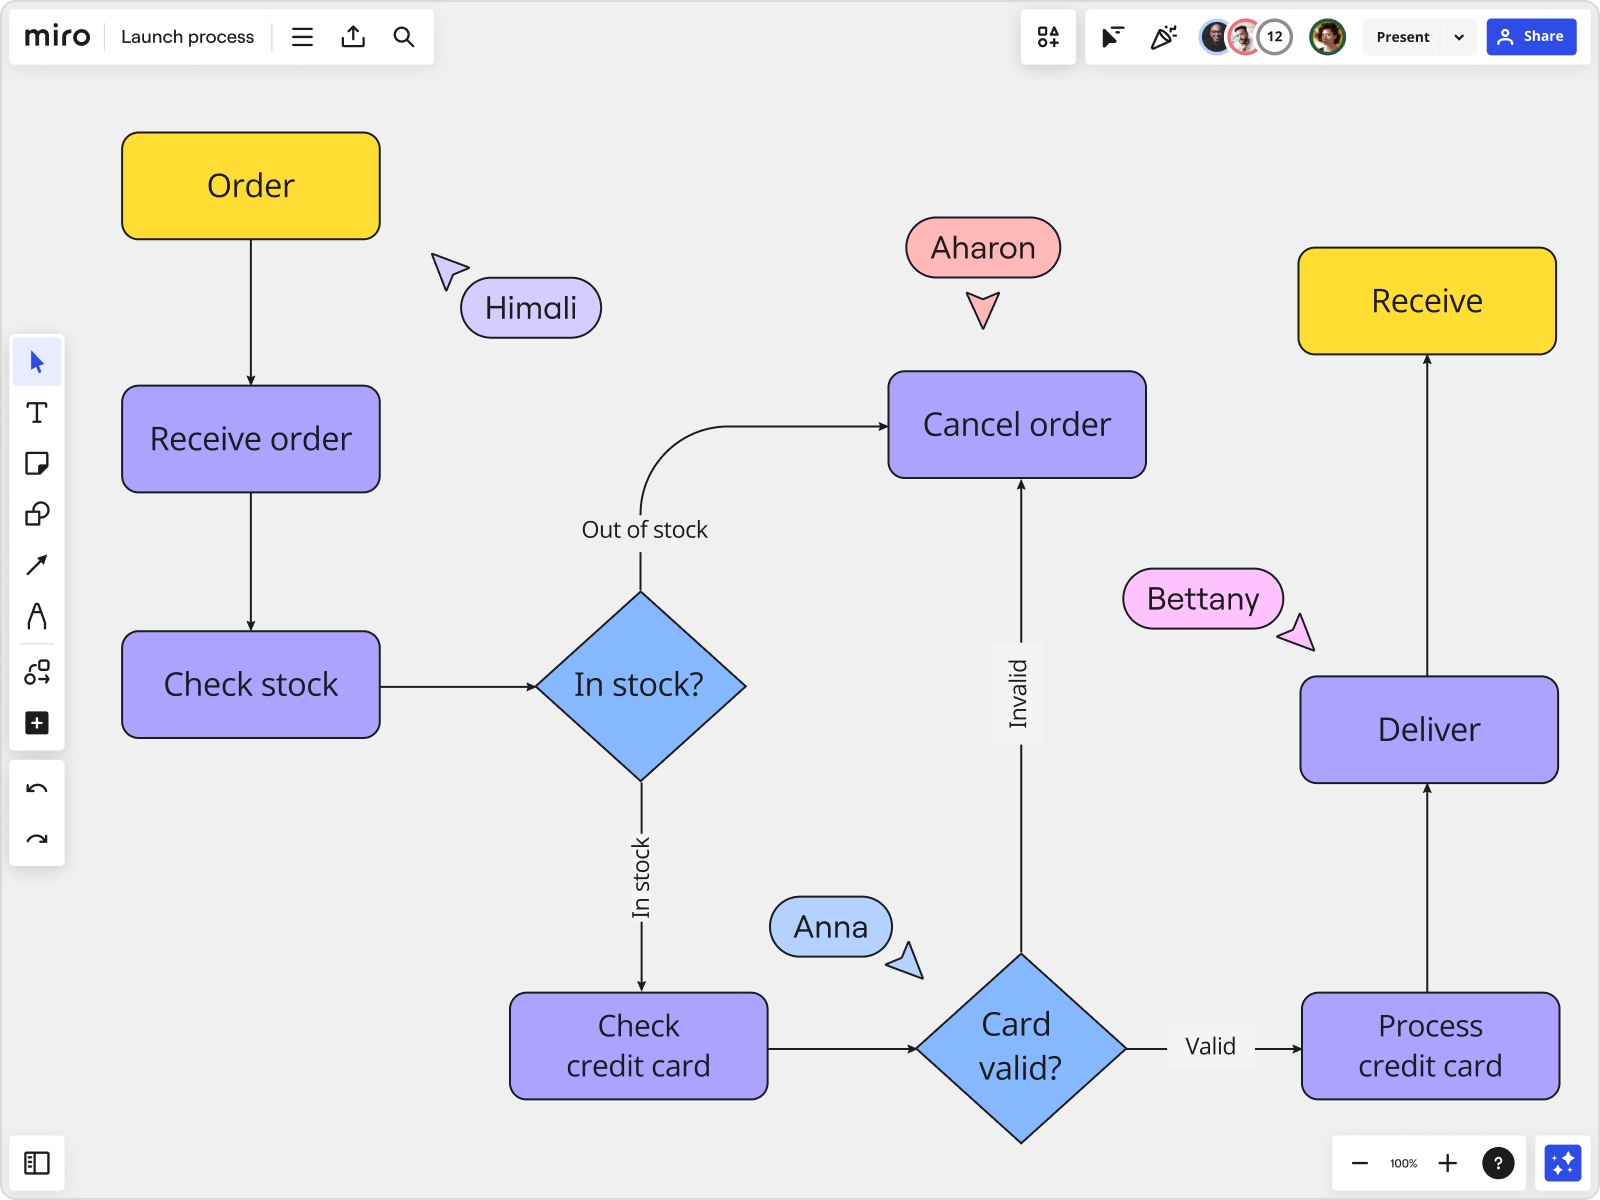 miro
Launch process
12
Present
Share
Order
Himali
Aharon
Receive
Receive order
Cancel order
Out of stock
Bettany
Check stock
In stock?
Invalid
Deliver
In stock
Anna
Check
credit card
Card
valid?
Valid
Process
credit card
100%
?